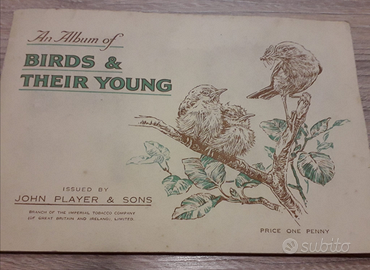 An Album of
BIRDS &
THEIR YOUNG
ISSUED BY
JOHN PLAYER & SONS
BRANCH OF THE IMPERIAL TOBACCO COMPANY
(OF GREAT BRITAIN AND IRELAND), LIMITED.
PRICE ONE PENNY
subito